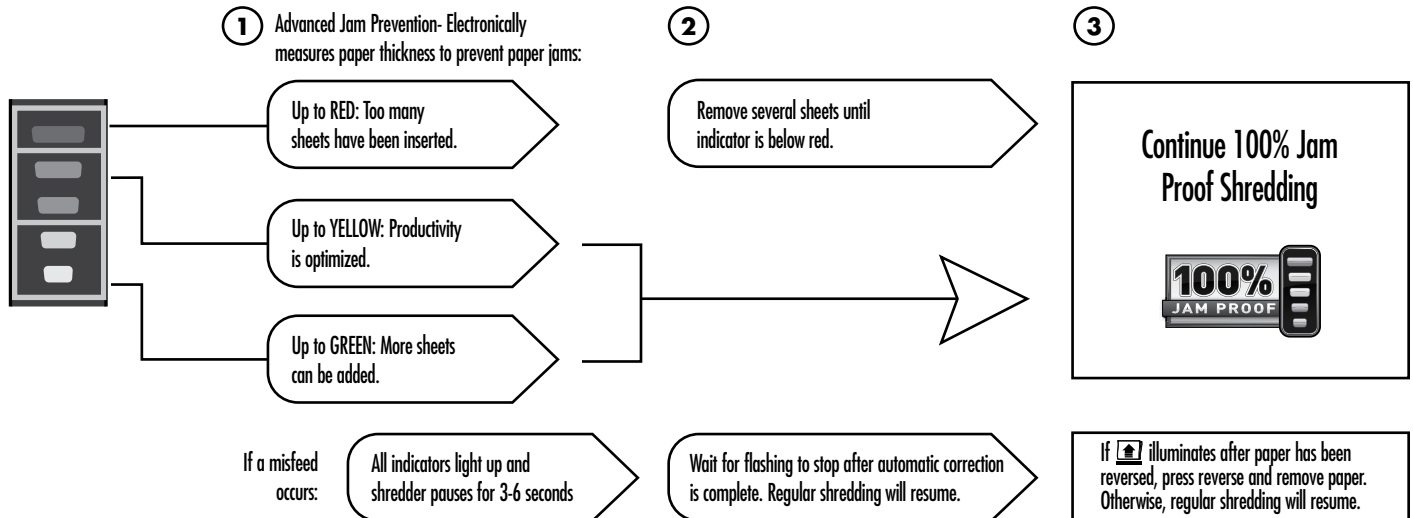 1
Advanced Jam Prevention- Electronically
measures paper thickness to prevent paper jams:
2
3
Up to RED: Too many
sheets have been inserted.
Remove several sheets until
indicator is below red.
Up to YELLOW: Productivity
is optimized.
Up to GREEN: More sheets
can be added.
Continue 100% Jam
Proof Shredding
100%
JAM PROOF
If a misfeed
occurs:
All indicators light up and
shredder pauses for 3-6 seconds
Wait for flashing to stop after automatic correction
is complete. Regular shredding will resume.
If illuminates after paper has been
reversed, press reverse and remove paper.
Otherwise, regular shredding will resume.